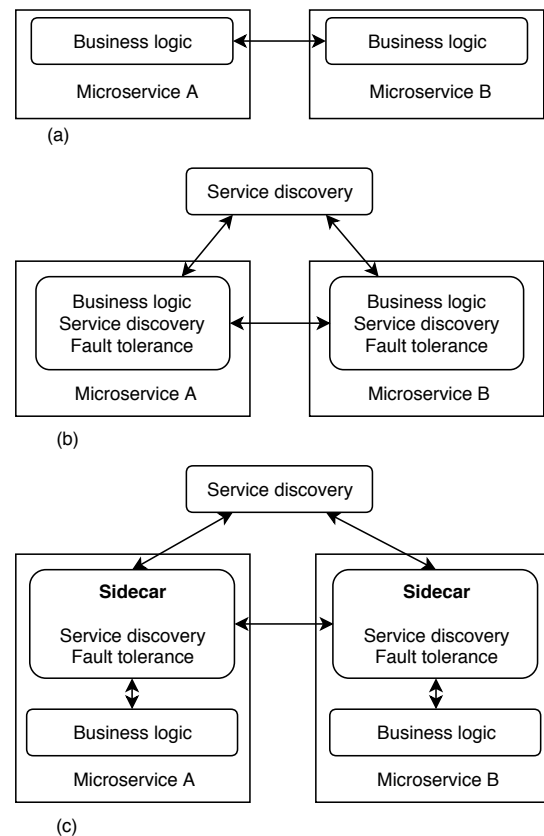 Business logic
Business logic
Microservice A
Microservice B
(a)
Service discovery
Business logic
Service discovery
Fault tolerance
Business logic
Service discovery
Fault tolerance
Microservice A
Microservice B
(b)
Service discovery
Sidecar
Service discovery
Fault tolerance
Sidecar
Service discovery
Fault tolerance
Business logic
Business logic
Microservice A
Microservice B
(c)